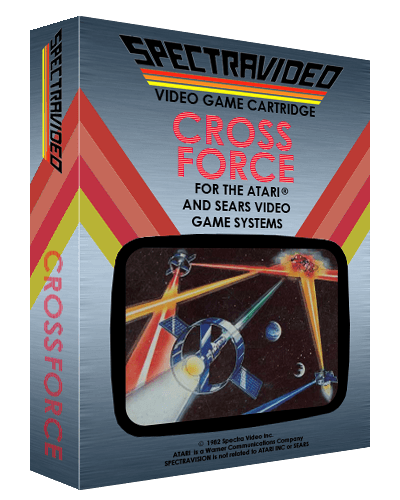 SPECTRAVIDEO
VIDEO GAME CARTRIDGE
CROSS
FORCE
FOR THE ATARI®
AND SEARS VIDEO
GAME SYSTEMS
© 1982 Spectra Video Inc.
ATARI is a Warner Communications Company
SPECTRAVISION is not related to ATARI INC or SEARS
SPECTRAVIDEO
CROSSFORCE